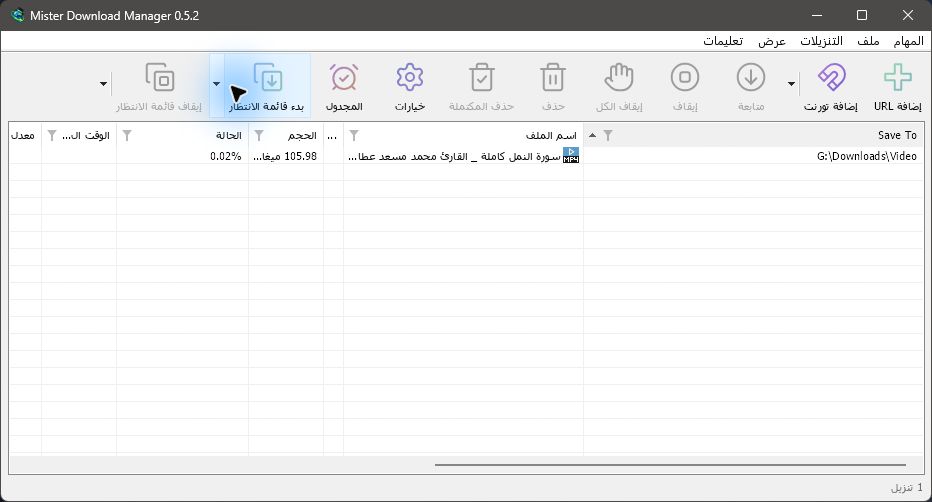 Mister Download Manager 0.5.2
المهام ملف التنزيلات عرض تعليمات
إضافة URL إضافة تورنت متابعة إيقاف إيقاف الكل حذف حذف المكتملة خيارات المجدول بدء قائمة الانتظار إيقاف قائمة الانتظار
Save To اسم الملف ... الحجم الحالة الوقت ال... معدل
G:\Downloads\Video سورة النمل كاملة _ القارئ محمد مسعد عطا... MP4 105.98 ميغا... 0.02%
1 تنزيل